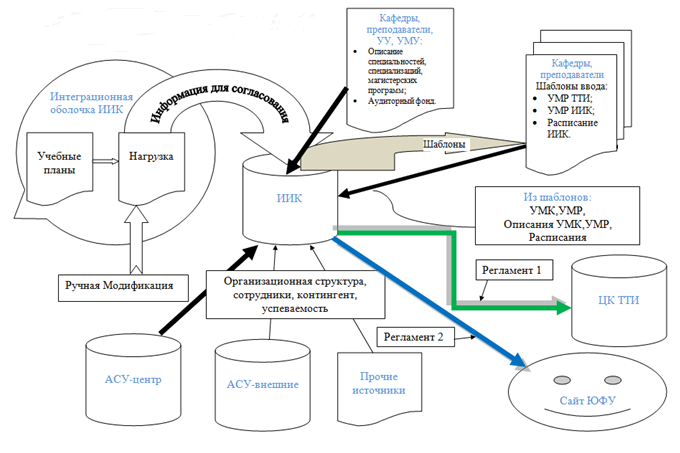 Кафедры,
преподаватели,
УУ, УМУ:
• Описание
специальностей,
специализаций,
магистерских
программ;
• Аудиторный фонд.
Кафедры,
преподаватели
Шаблоны ввода:
• УМР ТТИ;
• УМР ИИК;
• Расписание
ИИК.
Интеграционная
оболочка ИИК
Информация для согласования
Учебные
планы
Нагрузка
Шаблоны
ИИК
Из шаблонов:
УМК,УМР,
Описания УМК,УМР,
Расписания
Ручная Модификация
Организационная структура,
сотрудники, контингент,
успеваемость
Регламент 1
ЦК ТТИ
Регламент 2
АСУ-центр
АСУ-внешние
Прочие
источники
Сайт ЮФУ